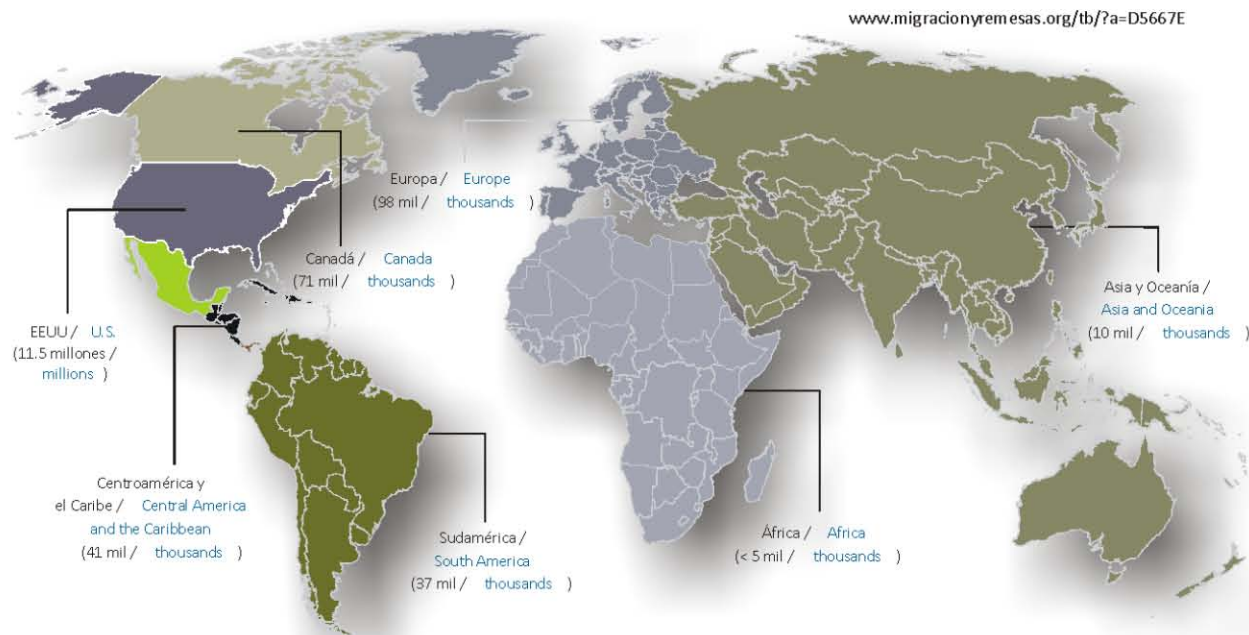 www.migracionyremesas.org/tb/?a=D5667E
Europa / Europe
(98 mil / thousands )
Canadá / Canada
(71 mil / thousands )
Asia y Oceanía /
Asia and Oceania
(10 mil / thousands )
EEUU / U.S.
(11.5 millones /
millions )
Centroamérica y
el Caribe / Central America
and the Caribbean
(41 mil / thousands )
Sudamérica /
South America
(37 mil / thousands )
África / Africa
(< 5 mil / thousands )